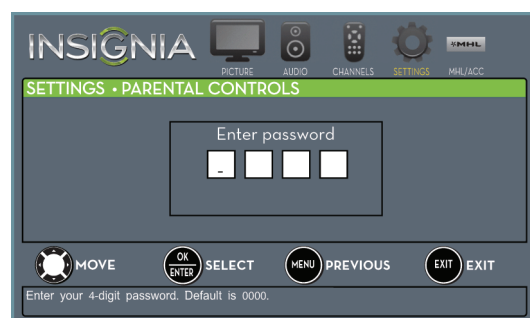 INSIGNIA
PICTURE AUDIO CHANNELS SETTINGS MHL MHL/ACC
SETTINGS • PARENTAL CONTROLS
Enter password
_
MOVE OK ENTER SELECT MENU PREVIOUS EXIT EXIT
Enter your 4-digit password. Default is 0000.